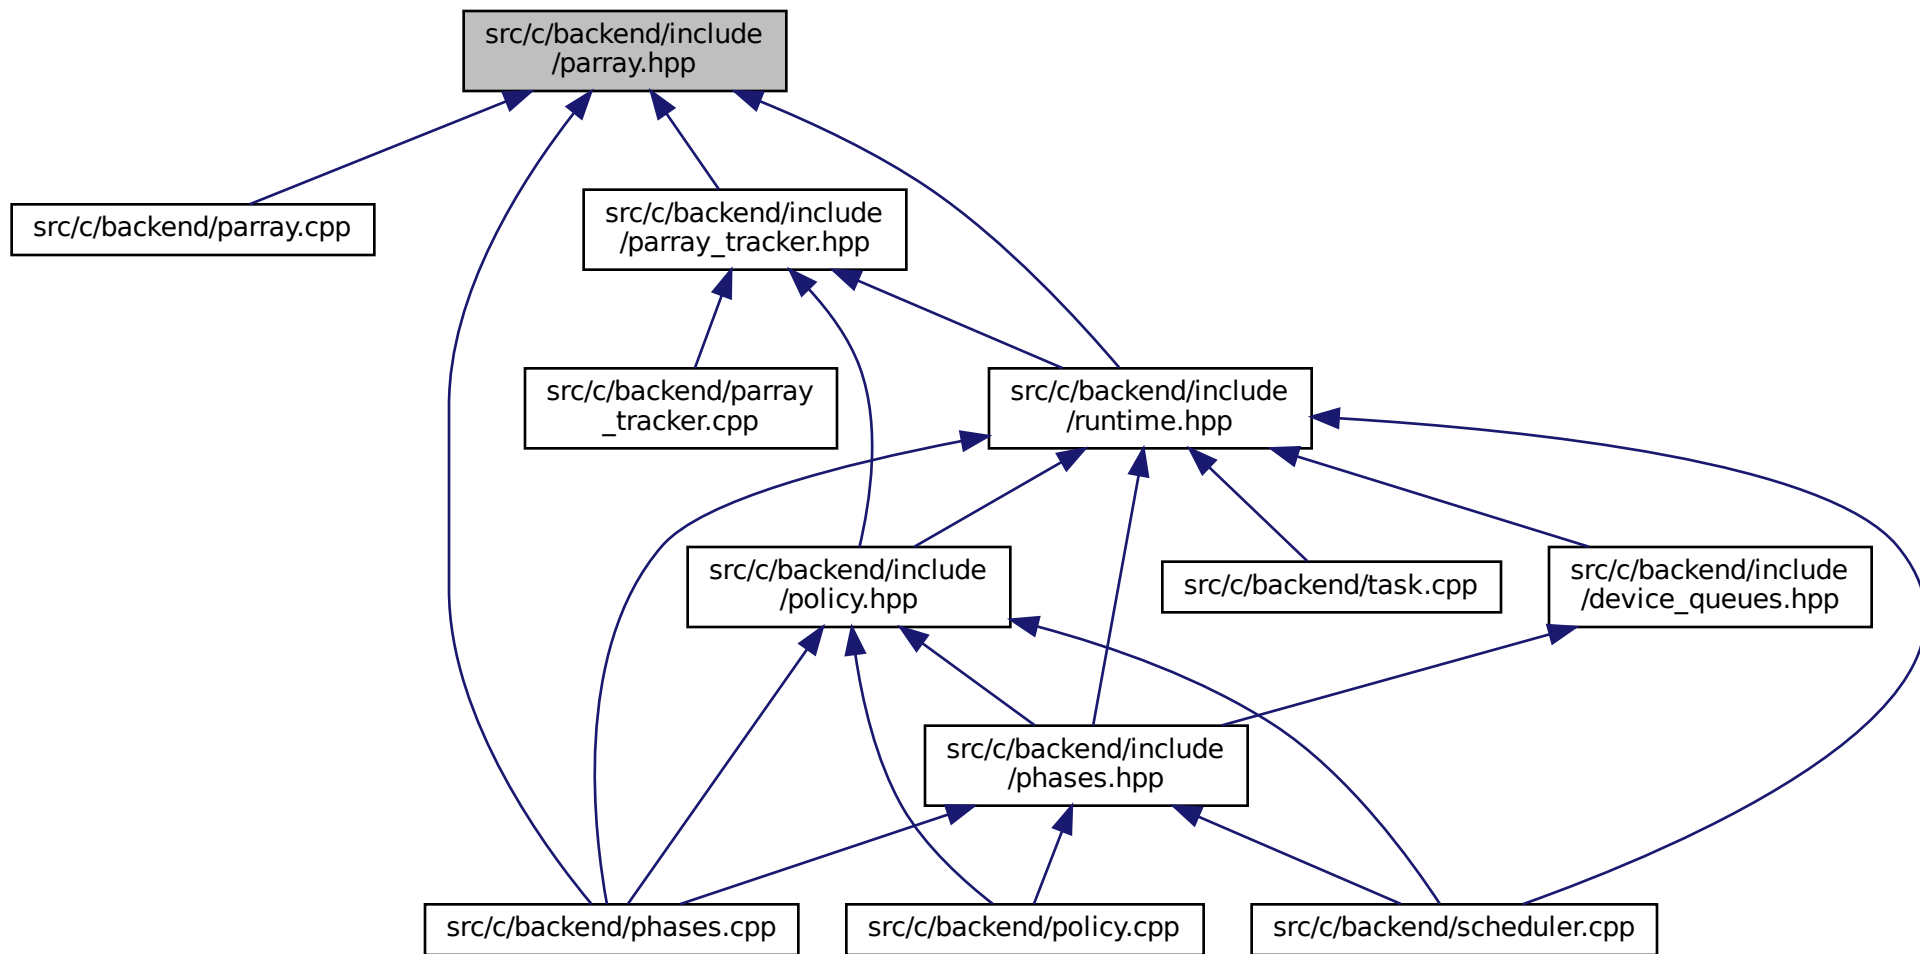 src/c/backend/include
/parray.hpp
src/c/backend/parray.cpp
src/c/backend/include
/parray_tracker.hpp
src/c/backend/parray
_tracker.cpp
src/c/backend/include
/runtime.hpp
src/c/backend/include
/policy.hpp
src/c/backend/task.cpp
src/c/backend/include
/device_queues.hpp
src/c/backend/include
/phases.hpp
src/c/backend/phases.cpp
src/c/backend/policy.cpp
src/c/backend/scheduler.cpp